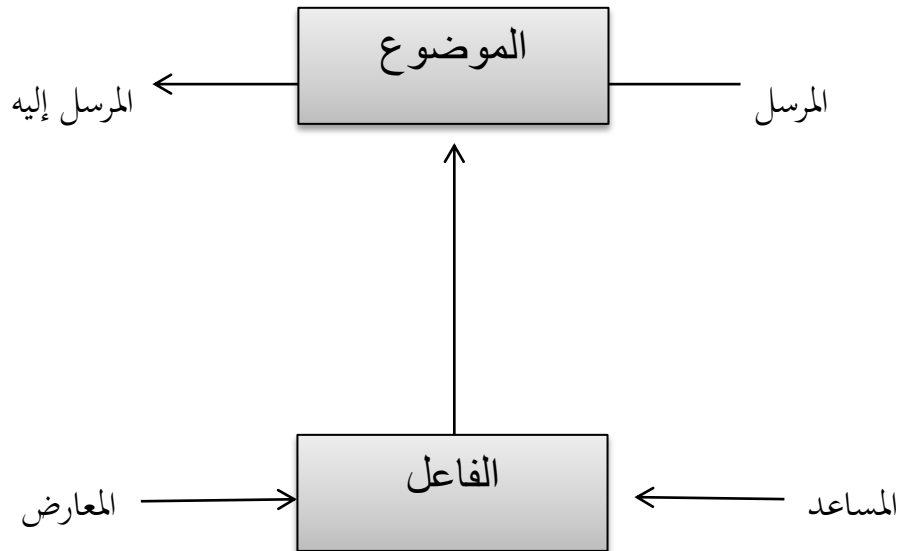 الموضوع
المرسل
المرسل إليه
الفاعل
المساعد
المعارض